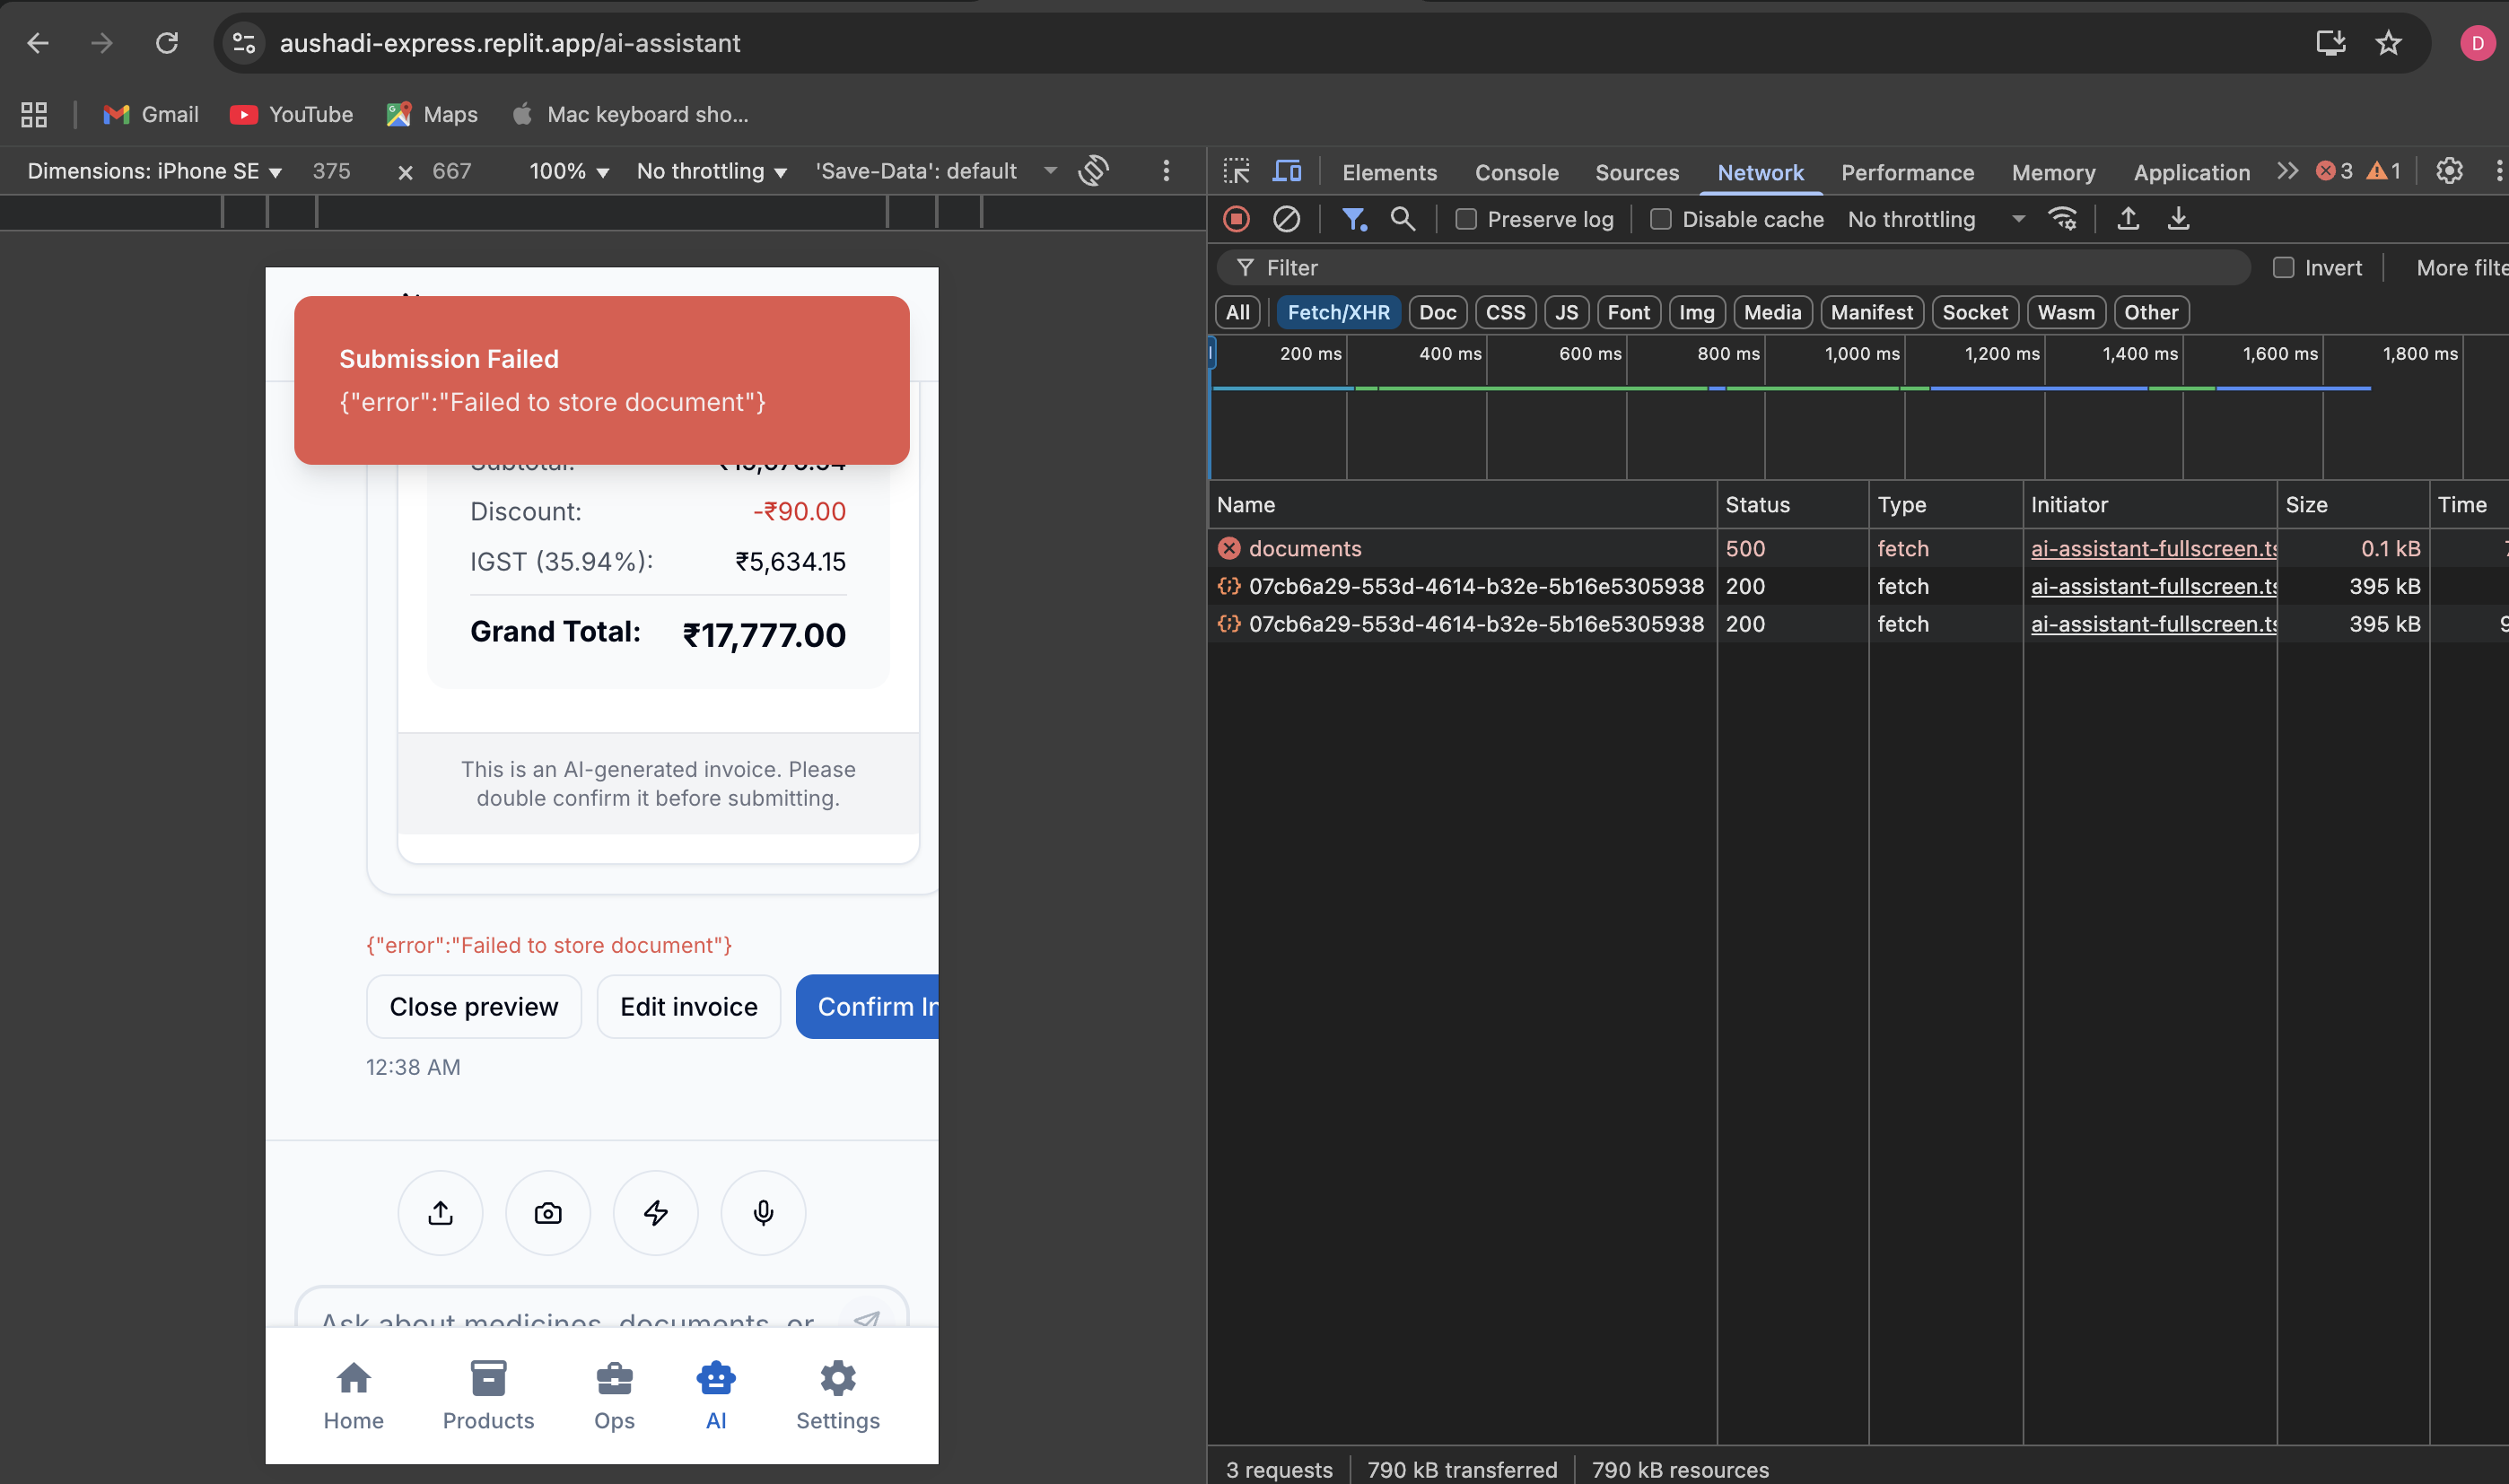 aushadi-express.replit.app/ai-assistant
D
Gmail
YouTube
Maps
Mac keyboard sho...
Dimensions: iPhone SE
375
×
667
100%
No throttling
'Save-Data': default
Elements
Console
Sources
Network
Performance
Memory
Application
3
1
Preserve log
Disable cache
No throttling
Filter
Invert
More filte
All
Fetch/XHR
Doc
CSS
JS
Font
Img
Media
Manifest
Socket
Wasm
Other
200 ms
400 ms
600 ms
800 ms
1,000 ms
1,200 ms
1,400 ms
1,600 ms
1,800 ms
Name Status Type Initiator Size Time
documents 500 fetch ai-assistant-fullscreen.ts 0.1 kB
07cb6a29-553d-4614-b32e-5b16e5305938 200 fetch ai-assistant-fullscreen.ts 395 kB
07cb6a29-553d-4614-b32e-5b16e5305938 200 fetch ai-assistant-fullscreen.ts 395 kB 9
3 requests
790 kB transferred
790 kB resources
Submission Failed
{"error":"Failed to store document"}
Subtotal:
Discount: -₹90.00
IGST (35.94%): ₹5,634.15
Grand Total: ₹17,777.00
This is an AI-generated invoice. Please
double confirm it before submitting.
{"error":"Failed to store document"}
Close preview
Edit invoice
Confirm In
12:38 AM
Ask about medicines, documents, or
Home
Products
Ops
AI
Settings